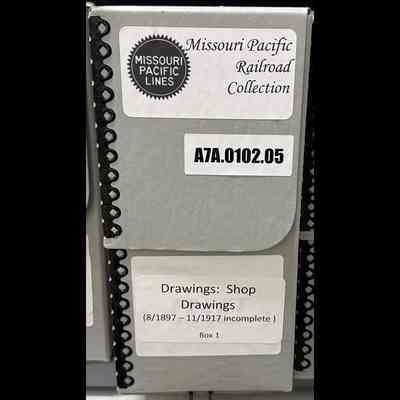 MISSOURI
PACIFIC
LINES
Missouri Pacific
Railroad
Collection
A7A.0102.05
Drawings: Shop
Drawings
(8/1897 – 11/1917 incomplete )
Box 1